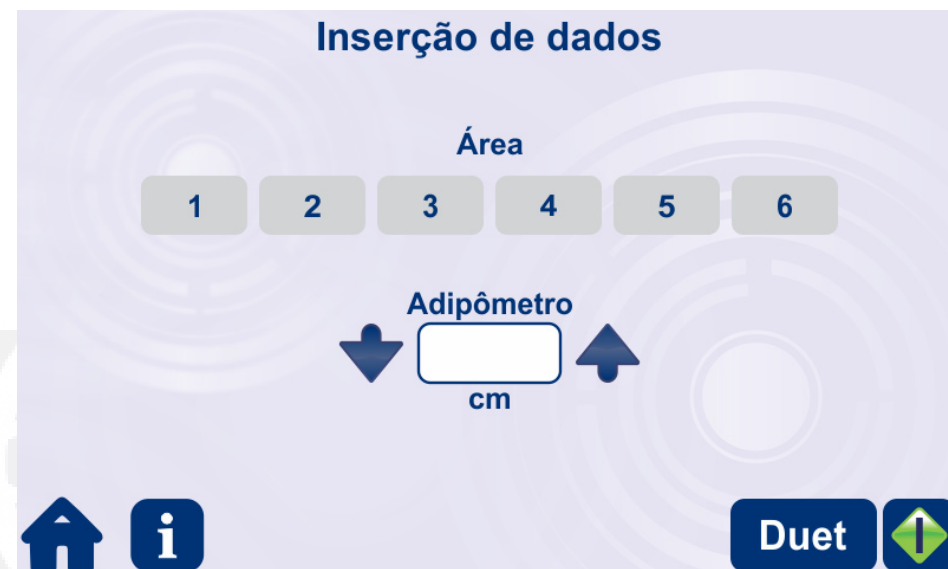 Inserção de dados
Área
1 2 3 4 5 6
Adipômetro
cm
i Duet I